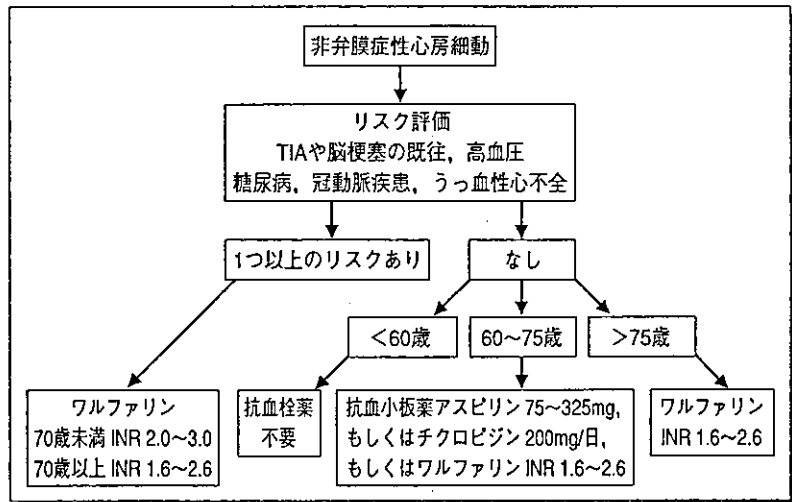 非弁膜症性心房細動
リスク評価
TIAや脳梗塞の既往，高血圧
糖尿病，冠動脈疾患，うっ血性心不全
1つ以上のリスクあり
なし
＜60歳
60～75歳
＞75歳
ワルファリン
70歳未満 INR 2.0～3.0
70歳以上 INR 1.6～2.6
抗血栓薬
不要
抗血小板薬アスピリン 75～325mg，
もしくはチクロピジン 200mg/日，
もしくはワルファリン INR 1.6～2.6
ワルファリン
INR 1.6～2.6